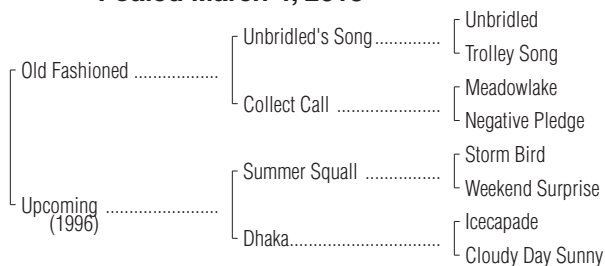 Unbridled
Unbridled's Song..............
Trolley Song
Old Fashioned ..................
Meadowlake
Collect Call ......................
Negative Pledge
Storm Bird
Summer Squall ................
Weekend Surprise
Upcoming ........................
(1996)
Icecapade
Dhaka................................
Cloudy Day Sunny